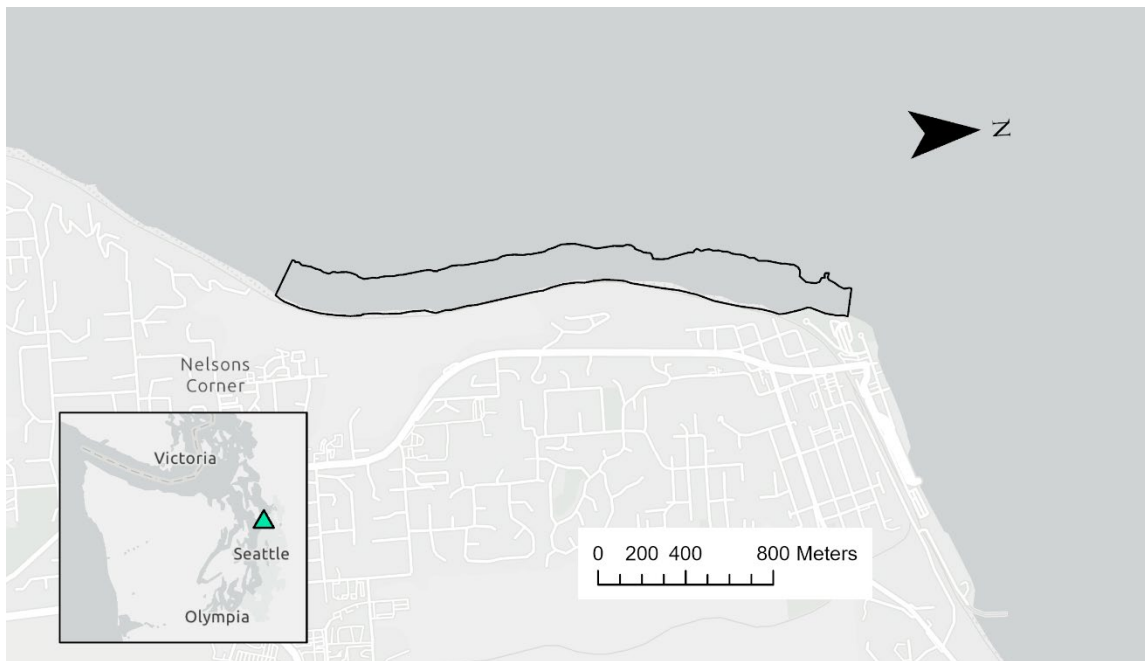 N
Nelsons
Corner
Victoria
Seattle
Olympia
0 200 400 800 Meters